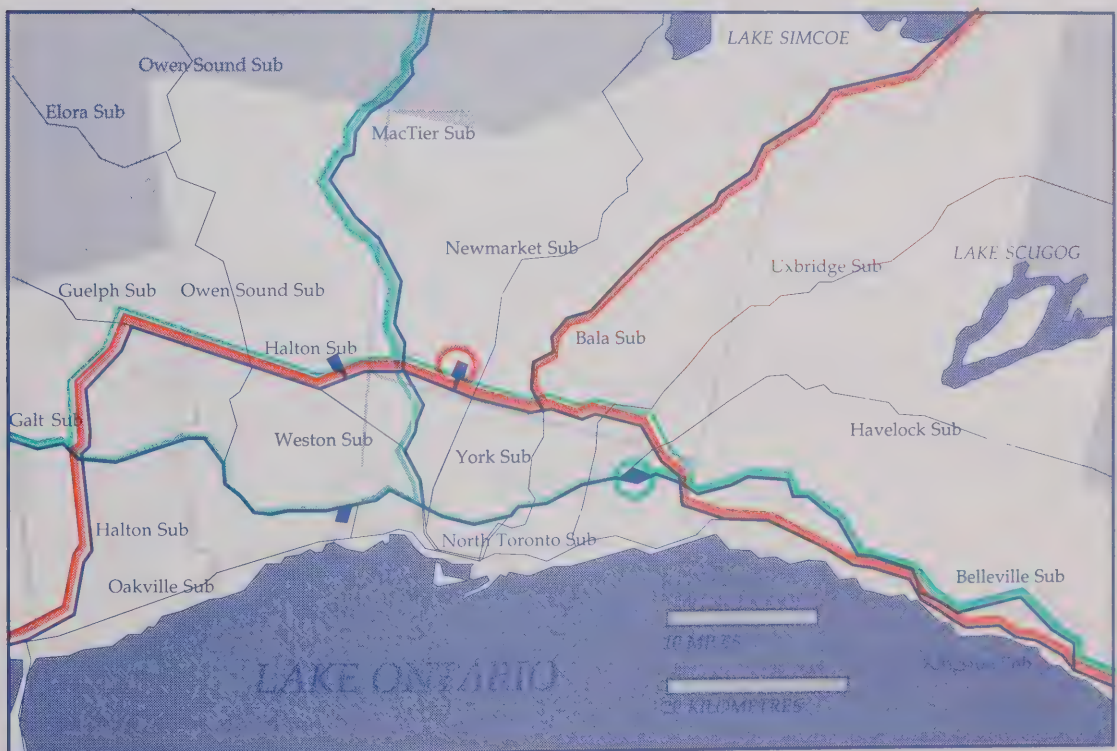 LAKE SIMCOE
Owen Sound Sub
Elora Sub
MacTier Sub
Newmarket Sub
LAKE SCUGOG
Uxbridge Sub
Guelph Sub
Owen Sound Sub
Bala Sub
Halton Sub
Galt Sub
Havelock Sub
Weston Sub
York Sub
Halton Sub
North Toronto Sub
Belleville Sub
Oakville Sub
10 MILES
Kingston Sub
LAKE ONTARIO
20 KILOMETRES